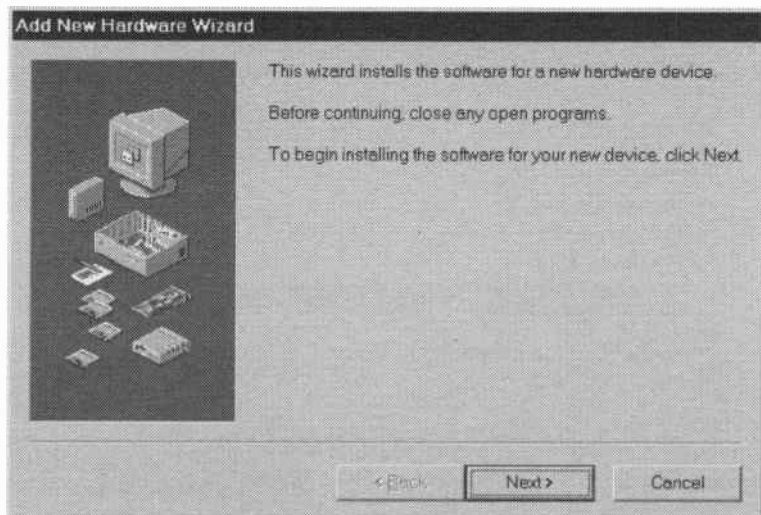 Add New Hardware Wizard
This wizard installs the software for a new hardware device.
Before continuing, close any open programs.
To begin installing the software for your new device, click Next.
< Back
Next >
Cancel